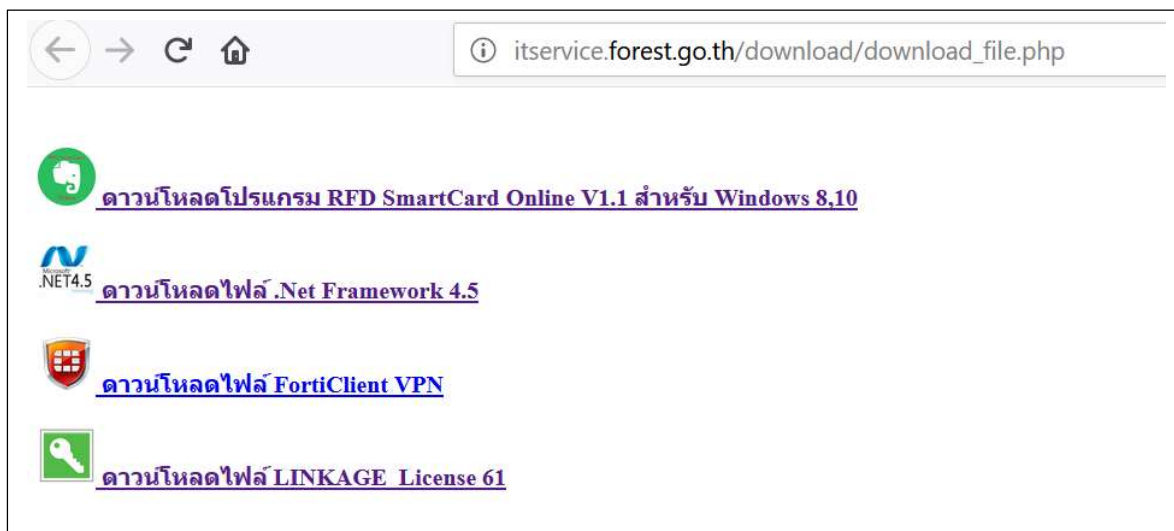 itservice.forest.go.th/download/download_file.php
ดาวน์โหลดโปรแกรม RFD SmartCard Online V1.1 สำหรับ Windows 8,10
Microsoft
.NET4.5
ดาวน์โหลดไฟล์ .Net Framework 4.5
ดาวน์โหลดไฟล์ FortiClient VPN
ดาวน์โหลดไฟล์ LINKAGE License 61